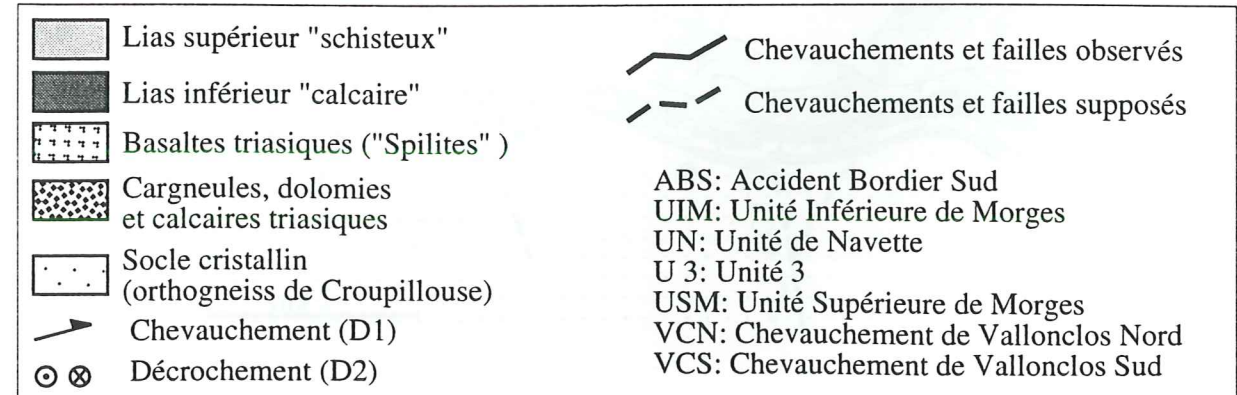 Lias supérieur "schisteux"
Lias inférieur "calcaire"
Basaltes triasiques ("Spilites" )
Cargneules, dolomies
et calcaires triasiques
Socle cristallin
(orthogneiss de Croupillouse)
Chevauchement (D1)
Décrochement (D2)
Chevauchements et failles observés
Chevauchements et failles supposés
ABS: Accident Bordier Sud
UIM: Unité Inférieure de Morges
UN: Unité de Navette
U 3: Unité 3
USM: Unité Supérieure de Morges
VCN: Chevauchement de Vallonclos Nord
VCS: Chevauchement de Vallonclos Sud